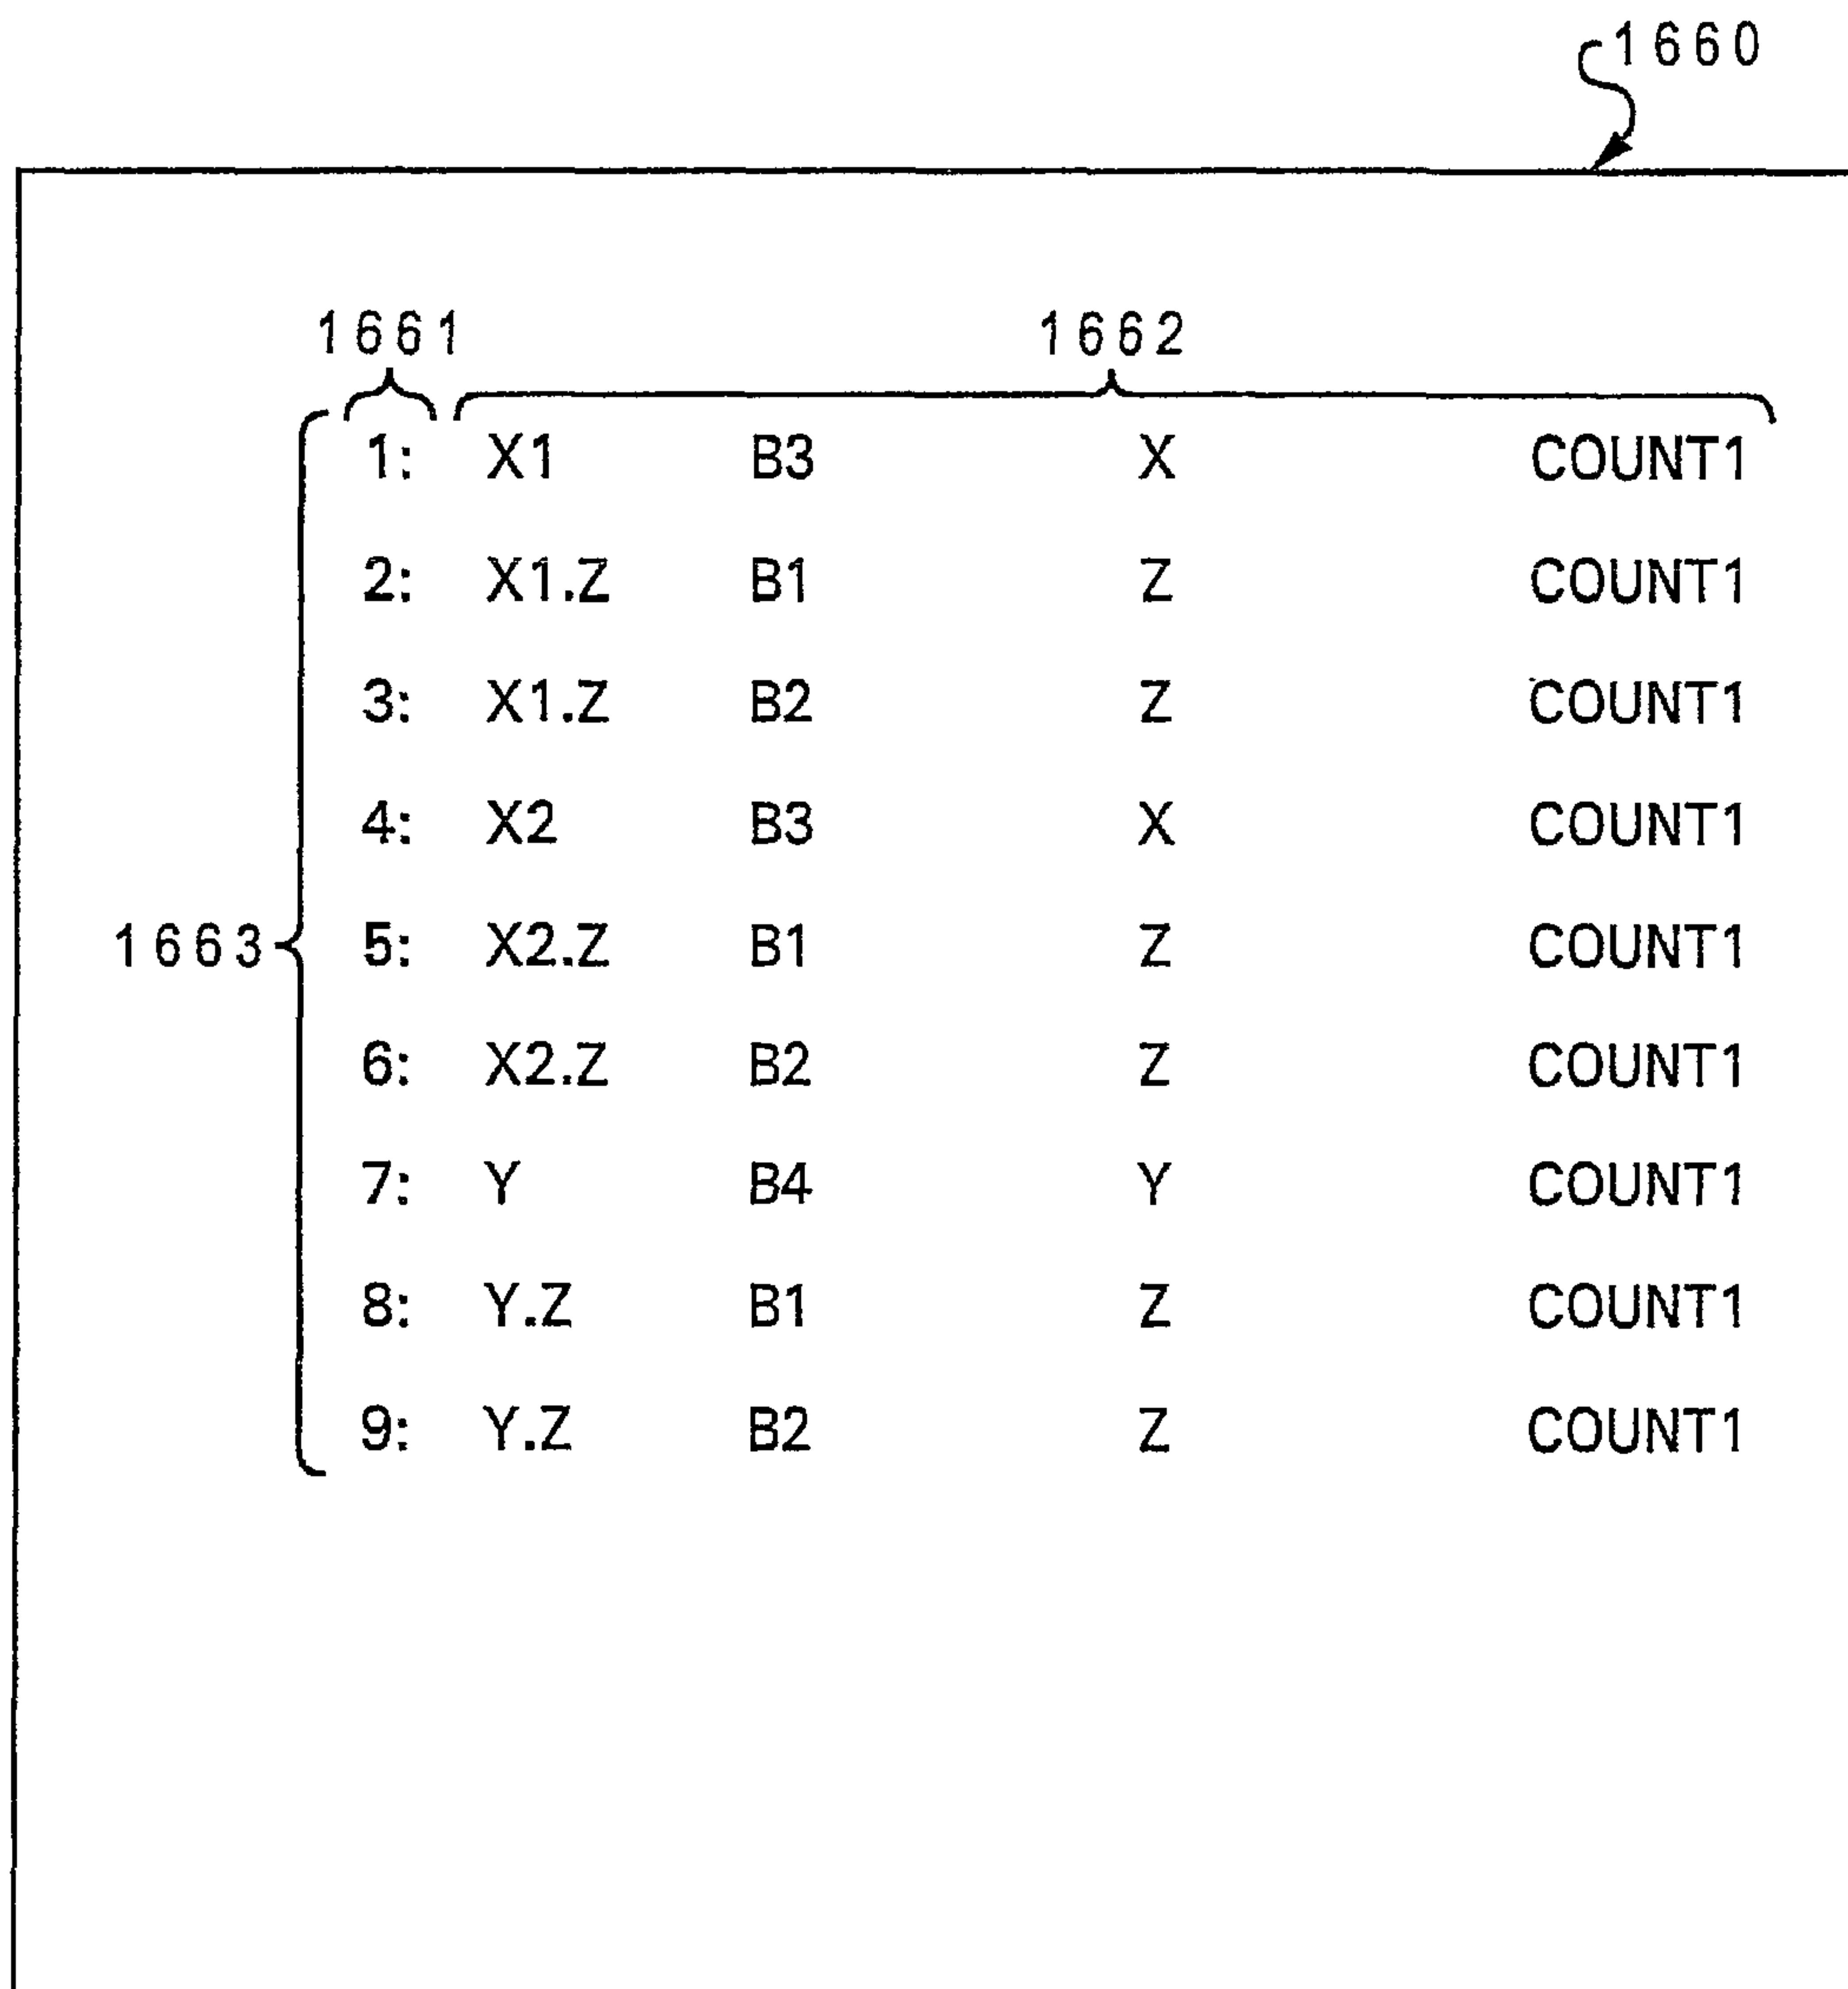 1660
1661 1662
1: X1 B3 X COUNT1
2: X1.Z B1 Z COUNT1
3: X1.Z B2 Z COUNT1
4: X2 B3 X COUNT1
1663 5: X2.Z B1 Z COUNT1
6: X2.Z B2 Z COUNT1
7: Y B4 Y COUNT1
8: Y.Z B1 Z COUNT1
9: Y.Z B2 Z COUNT1